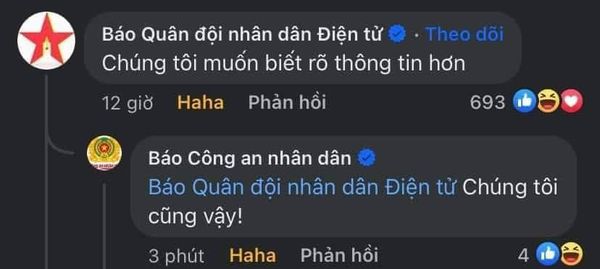 Báo Quân đội nhân dân Điện tử · Theo dõi
Chúng tôi muốn biết rõ thông tin hơn
12 giờ Haha Phản hồi 693
Báo Công an nhân dân
Báo Quân đội nhân dân Điện tử Chúng tôi
cũng vậy!
3 phút Haha Phản hồi 4